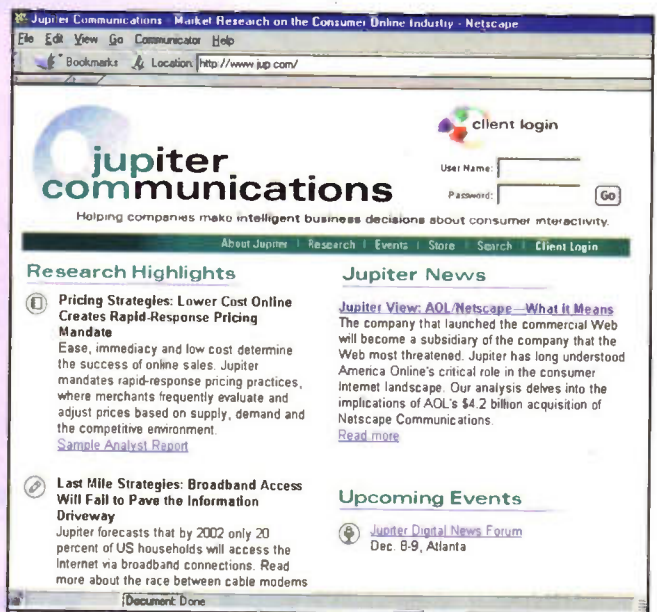 Jupiter Communications - Market Research on the Consumer Online Industry - Netscape
File Edit View Go Communicator Help
Bookmarks Location http://www.jup.com/
client login
jupiter
communications
User Name:
Password:
Go
Helping companies make intelligent business decisions about consumer interactivity.
About Jupiter | Research | Events | Store | Search | Client Login
Research Highlights
Pricing Strategies: Lower Cost Online
Creates Rapid-Response Pricing
Mandate
Ease, immediacy and low cost determine
the success of online sales. Jupiter
mandates rapid-response pricing practices,
where merchants frequently evaluate and
adjust prices based on supply, demand and
the competitive environment.
Sample Analyst Report
Last Mile Strategies: Broadband Access
Will Fail to Pave the Information
Driveway
Jupiter forecasts that by 2002 only 20
percent of US households will access the
Internet via broadband connections. Read
more about the race between cable modems
Jupiter News
Jupiter View: AOL/Netscape—What it Means
The company that launched the commercial Web
will become a subsidiary of the company that the
Web most threatened. Jupiter has long understood
America Online's critical role in the consumer
Internet landscape. Our analysis delves into the
implications of AOL's $4.2 billion acquisition of
Netscape Communications.
Read more
Upcoming Events
Jupiter Digital News Forum
Dec. 8-9, Atlanta
Document: Done